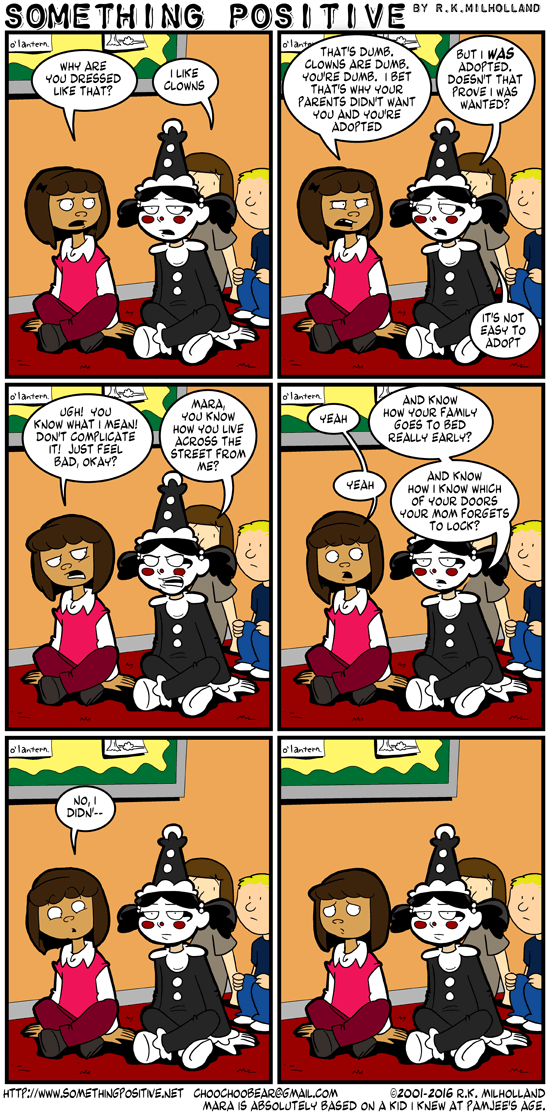 SOMETHING POSITIVE BY R.K.MILHOLLAND
o'lantern.
WHY ARE
YOU DRESSED
LIKE THAT?
I LIKE
CLOWNS
o'lante
THAT'S DUMB.
CLOWNS ARE DUMB.
YOU'RE DUMB. I BET
THAT'S WHY YOUR
PARENTS DIDN'T WANT
YOU AND YOU'RE
ADOPTED
BUT I WAS
ADOPTED.
DOESN'T THAT
PROVE I WAS
WANTED?
IT'S NOT
EASY TO
ADOPT
o'lantern.
UGH! YOU
KNOW WHAT I MEAN!
DON'T COMPLICATE
IT! JUST FEEL
BAD, OKAY?
MARA,
YOU KNOW
HOW YOU LIVE
ACROSS THE
STREET FROM
ME?
o'lantern.
YEAH
AND KNOW
HOW YOUR FAMILY
GOES TO BED
REALLY EARLY?
YEAH
AND KNOW
HOW I KNOW WHICH
OF YOUR DOORS
YOUR MOM FORGETS
TO LOCK?
o'lantern.
NO, I
DIDN'--
o'lantern.
HTTP://WWW.SOMETHINGPOSITIVE.NET CHOOCHOOBEAR@GMAIL.COM ©2001-2016 R.K. MILHOLLAND
MARA IS ABSOLUTELY BASED ON A KID I KNEW AT PAMJEE'S AGE.